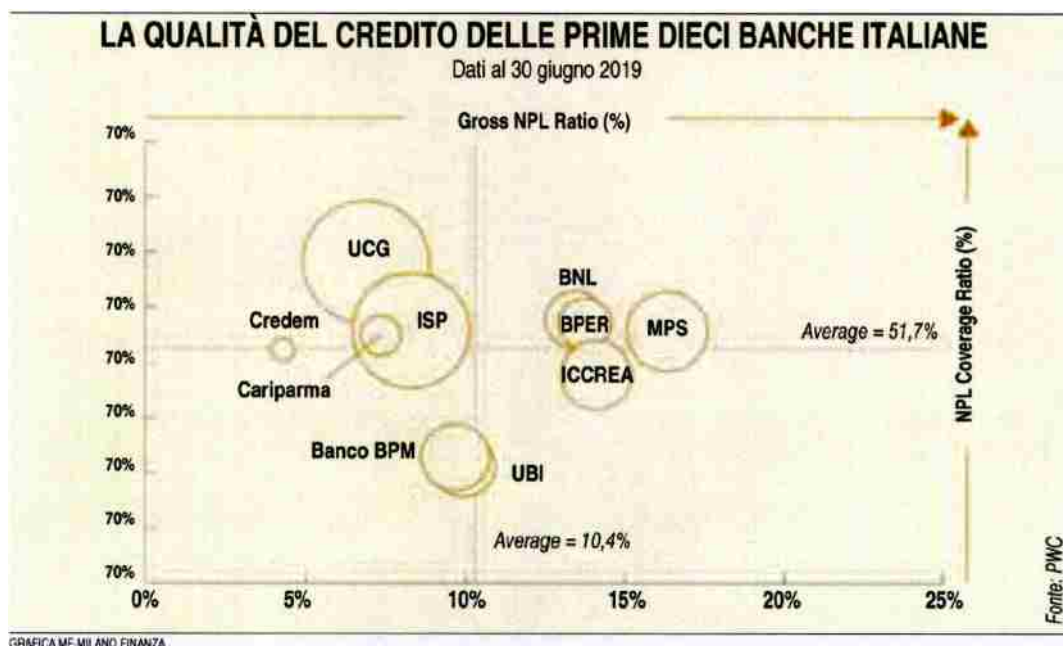 LA QUALITÀ DEL CREDITO DELLE PRIME DIECI BANCHE ITALIANE
Dati al 30 giugno 2019
Gross NPL Ratio (%)
70%
70%
70%
70%
70%
70%
70%
70%
70%
UCG
ISP
Credem
Cariparma
BNL
BPER
MPS
ICCREA
Banco BPM
UBI
Average = 51,7%
Average = 10,4%
NPL Coverage Ratio (%)
0%
5%
10%
15%
20%
25%
Fonte: PWC
GRAFICA MF-MILANO FINANZA